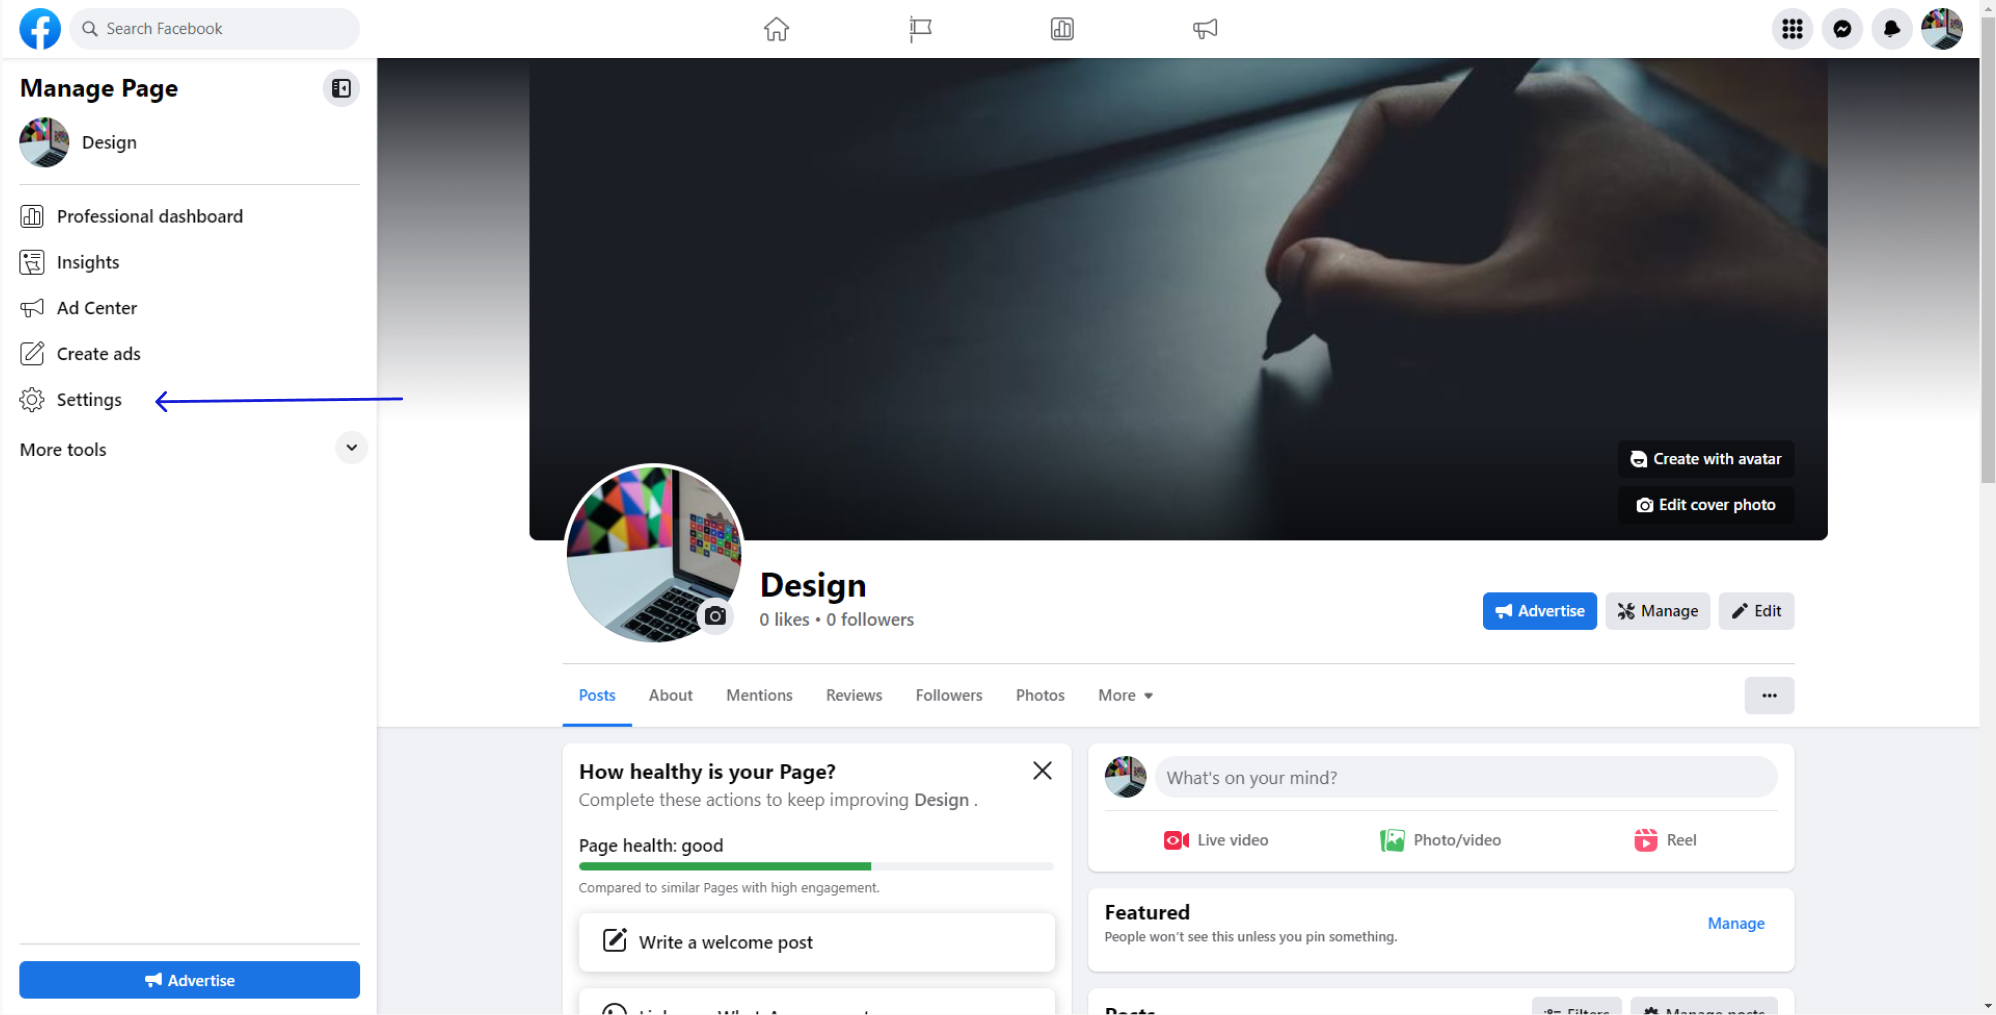 Search Facebook
Manage Page
Design
Professional dashboard
Insights
Ad Center
Create ads
Settings
More tools
Advertise
Create with avatar
Edit cover photo
Design
0 likes • 0 followers
Advertise
Manage
Edit
Posts
About
Mentions
Reviews
Followers
Photos
More
How healthy is your Page?
Complete these actions to keep improving Design .
Page health: good
Compared to similar Pages with high engagement.
Write a welcome post
What's on your mind?
Live video
Photo/video
Reel
Featured
People won't see this unless you pin something.
Manage
Posts
Filters
Manage posts